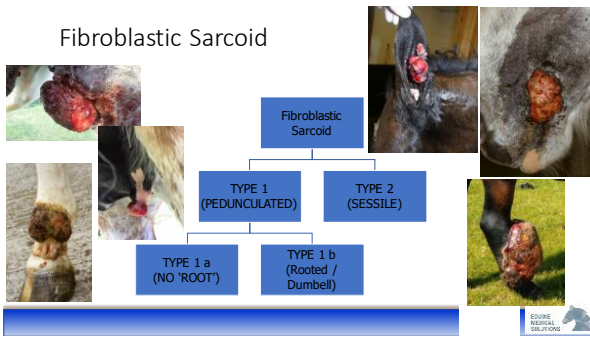 Fibroblastic Sarcoid
Fibroblastic
Sarcoid
TYPE 1
(PEDUNCULATED)
TYPE 2
(SESSILE)
TYPE 1 a
(NO ‘ROOT’)
TYPE 1 b
(Rooted /
Dumbell)
EQUINE
MEDICAL
SOLUTIONS